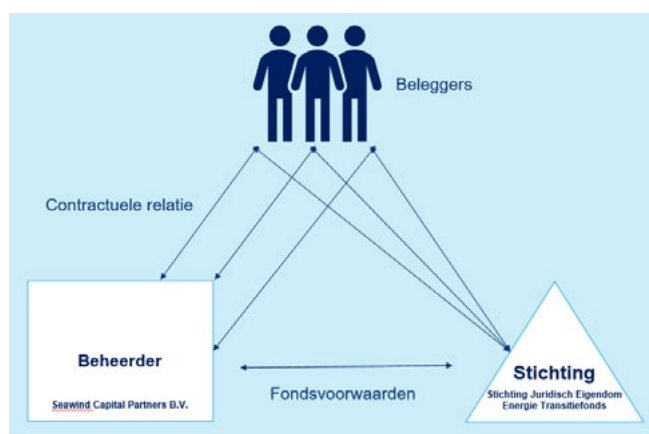 Beleggers
Contractuele relatie
Beheerder
Seawind Capital Partners B.V.
Fondsvoorwaarden
Stichting
Stichting Juridisch Eigendom
Energie Transitiefonds